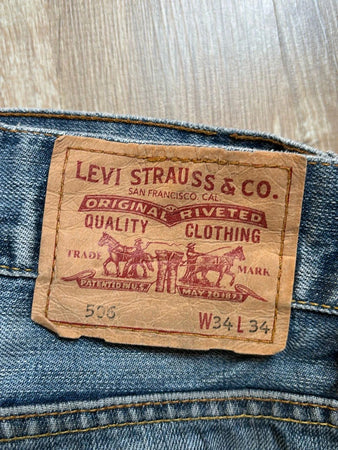 LEVI STRAUSS & CO.
SAN FRANCISCO, CAL.
ORIGINAL RIVETED
QUALITY CLOTHING
TRADE MARK
PATENTED IN U.S. MAY 20 1873
506 W34 L34